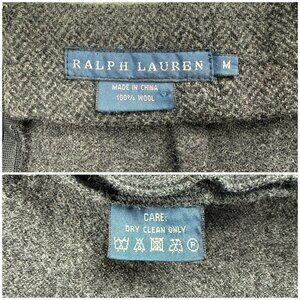 RALPH LAUREN
M
MADE IN CHINA
100% WOOL
CARE:
DRY CLEAN ONLY